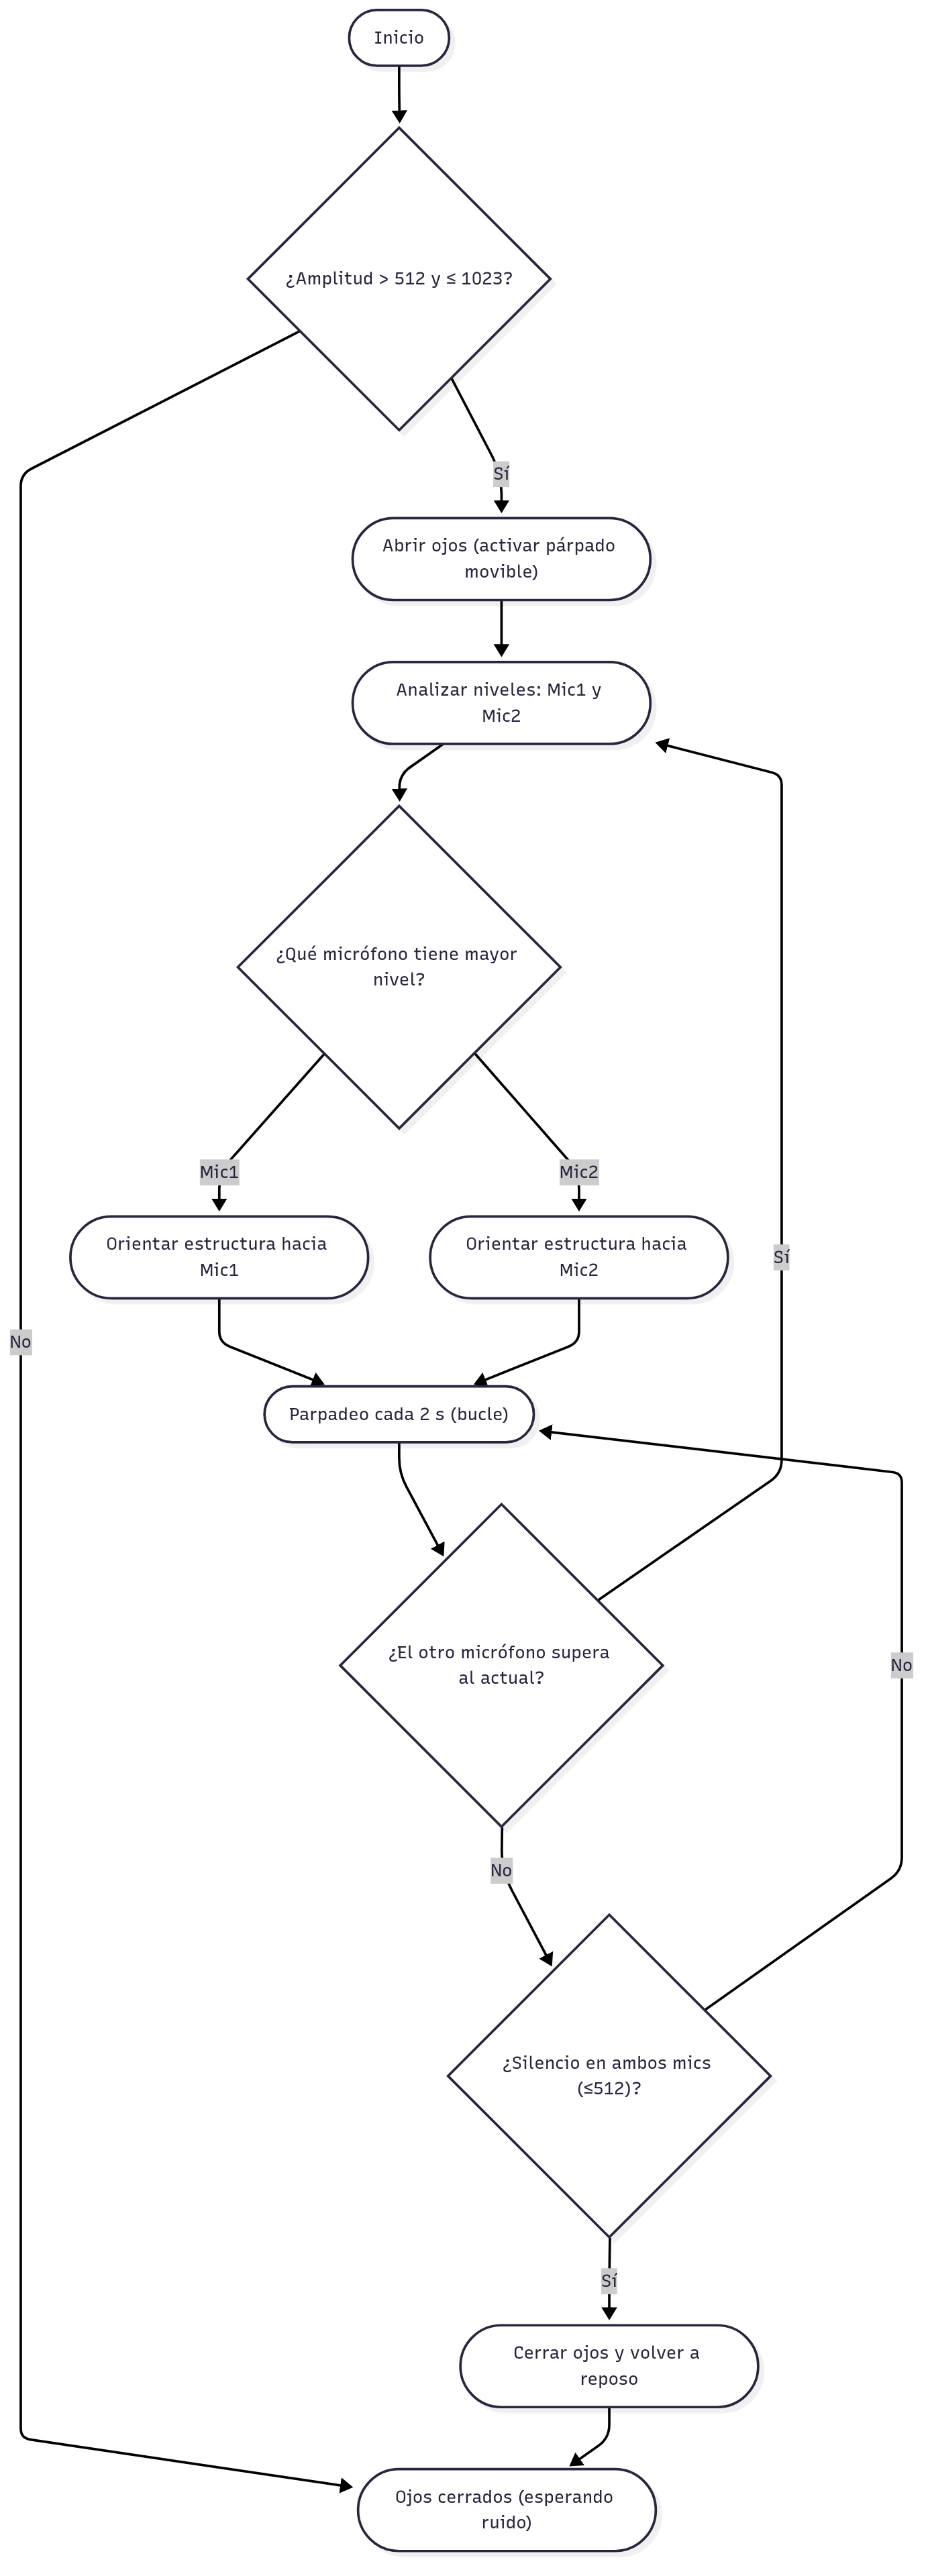 Inicio
¿Amplitud > 512 y ≤ 1023?
Sí
Abrir ojos (activar párpado
movible)
Analizar niveles: Mic1 y
Mic2
¿Qué micrófono tiene mayor
nivel?
Mic1
Mic2
Orientar estructura hacia
Mic1
Orientar estructura hacia
Mic2
Sí
No
Parpadeo cada 2 s (bucle)
¿El otro micrófono supera
al actual?
No
No
¿Silencio en ambos mics
(≤512)?
Sí
Cerrar ojos y volver a
reposo
Ojos cerrados (esperando
ruido)